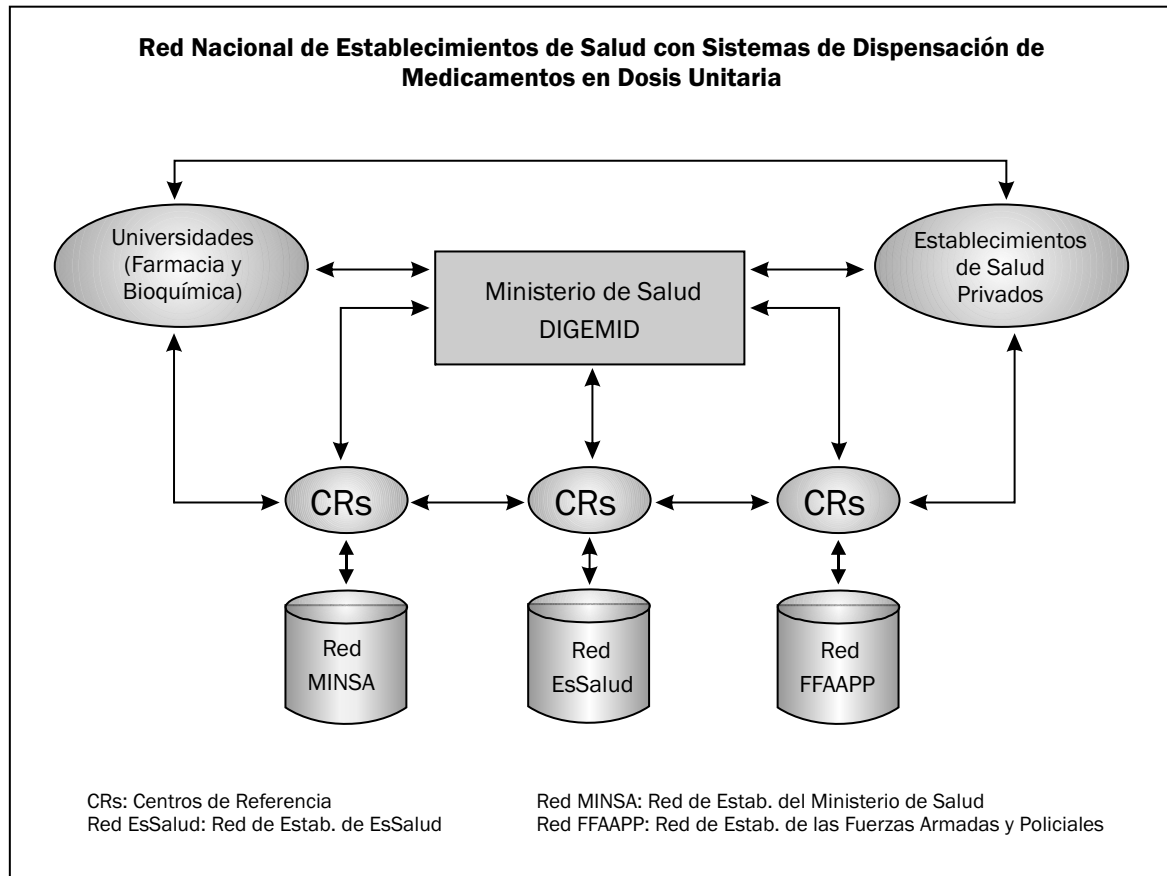 Red Nacional de Establecimientos de Salud con Sistemas de Dispensación de
Medicamentos en Dosis Unitaria
Universidades
(Farmacia y
Bioquímica)
Ministerio de Salud
DIGEMID
Establecimientos
de Salud
Privados
CRs
CRs
CRs
Red
MINSA
Red
EsSalud
Red
FFAAPP
CRs: Centros de Referencia
Red EsSalud: Red de Estab. de EsSalud
Red MINSA: Red de Estab. del Ministerio de Salud
Red FFAAPP: Red de Estab. de las Fuerzas Armadas y Policiales